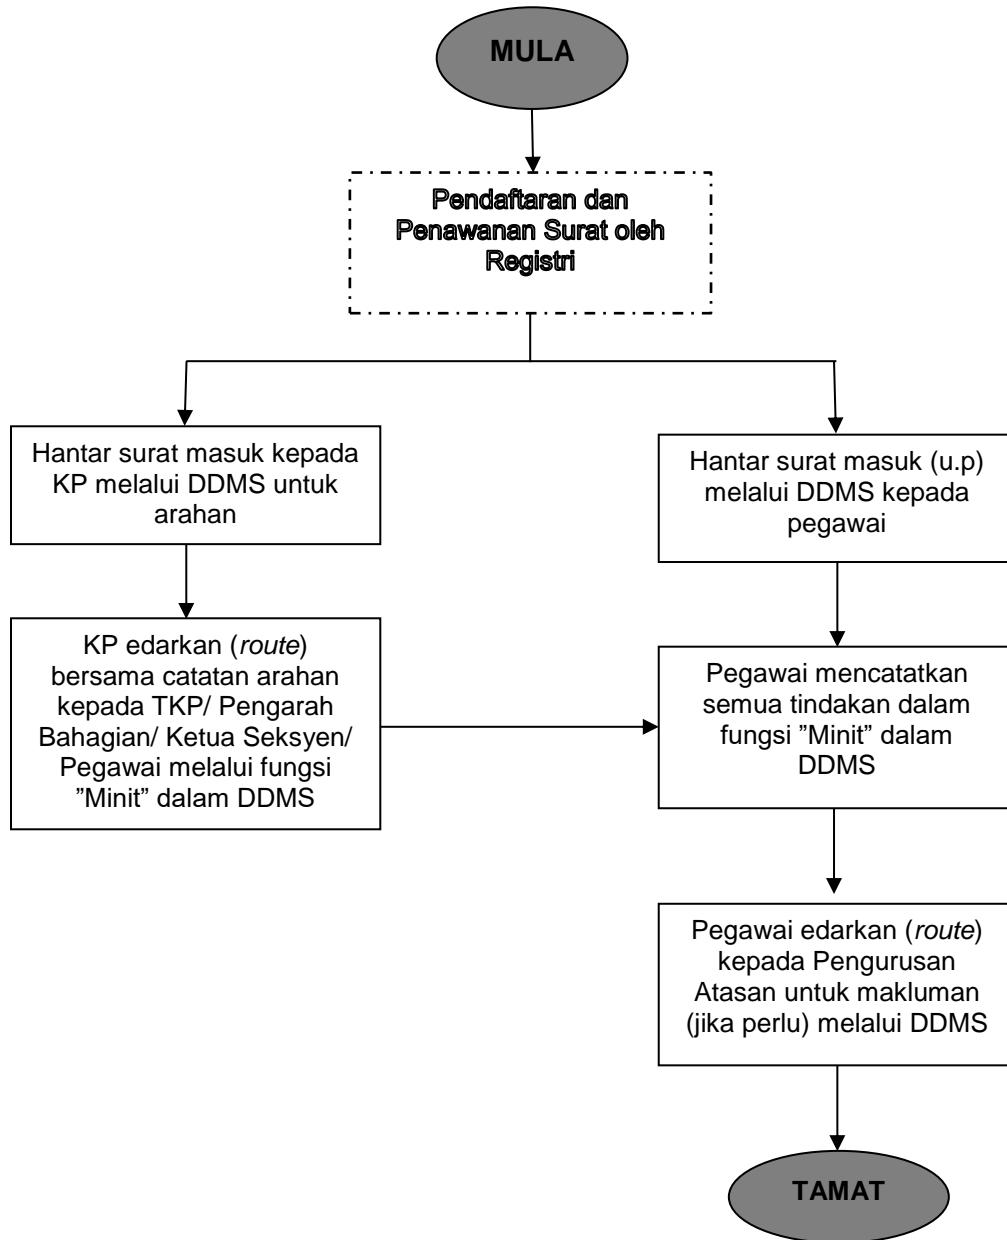 MULA
Pendaftaran dan
Penawanan Surat oleh
Registri
Hantar surat masuk kepada
KP melalui DDMS untuk
arahan
Hantar surat masuk (u.p)
melalui DDMS kepada
pegawai
KP edarkan (route)
bersama catatan arahan
kepada TKP/ Pengarah
Bahagian/ Ketua Seksyen/
Pegawai melalui fungsi
”Minit” dalam DDMS
Pegawai mencatatkan
semua tindakan dalam
fungsi ”Minit” dalam
DDMS
Pegawai edarkan (route)
kepada Pengurusan
Atasan untuk makluman
(jika perlu) melalui DDMS
TAMAT